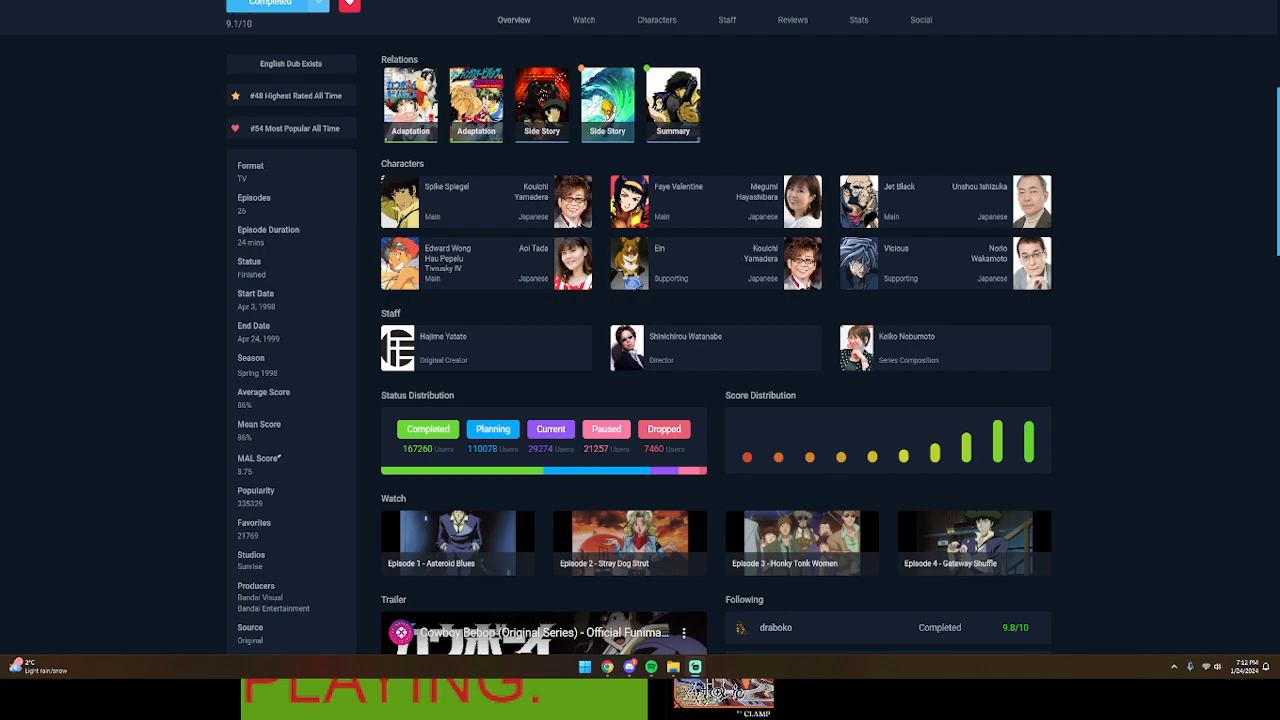 Completed
9.1/10
Overview
Watch
Characters
Staff
Reviews
Stats
Social
English Dub Exists
#48 Highest Rated All Time
#54 Most Popular All Time
Format
TV
Episodes
26
Episode Duration
24 mins
Status
Finished
Start Date
Apr 3, 1998
End Date
Apr 24, 1999
Season
Spring 1998
Average Score
86%
Mean Score
86%
MAL Score
8.75
Popularity
335329
Favorites
21769
Studios
Sunrise
Producers
Bandai Visual
Bandai Entertainment
Source
Original
Relations
Adaptation
Adaptation
Side Story
Side Story
Summary
Characters
Spike Spiegel
Main
Kouichi
Yamadera
Japanese
Faye Valentine
Main
Megumi
Hayashibara
Japanese
Jet Black
Main
Unshou Ishizuka
Japanese
Edward Wong
Hau Pepelu
Tivrusky IV
Main
Aoi Tada
Japanese
Ein
Supporting
Kouichi
Yamadera
Japanese
Vicious
Supporting
Norio
Wakamoto
Japanese
Staff
Hajime Yatate
Original Creator
Shinichirou Watanabe
Director
Keiko Nobumoto
Series Composition
Status Distribution
Completed
167260 Users
Planning
110078 Users
Current
29274 Users
Paused
21257 Users
Dropped
7460 Users
Score Distribution
Watch
Episode 1 - Asteroid Blues
Episode 2 - Stray Dog Strut
Episode 3 - Honky Tonk Women
Episode 4 - Gateway Shuffle
Trailer
Cowboy Bebop (Original Series) - Official Funima...
Following
draboko
Completed
9.8/10
2°C
Light rain/snow
7:12 PM
1/24/2024
PLAYING.
CLAMP